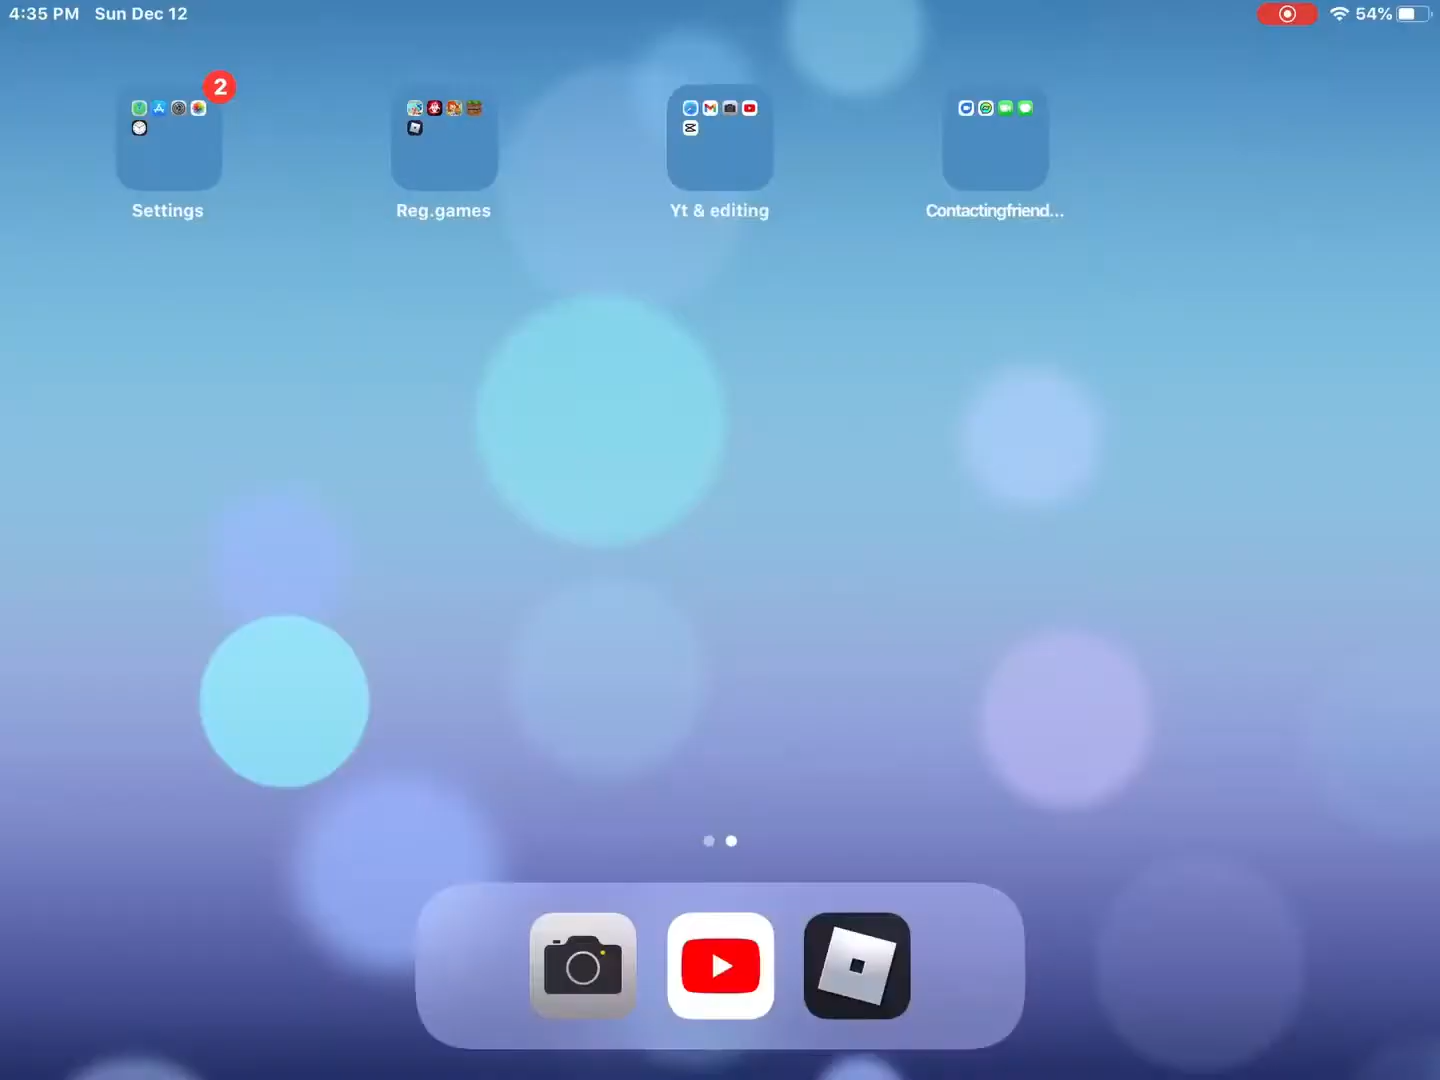 4:35 PM Sun Dec 12 54%
2
Settings Reg.games Yt & editing Contactingfriend...